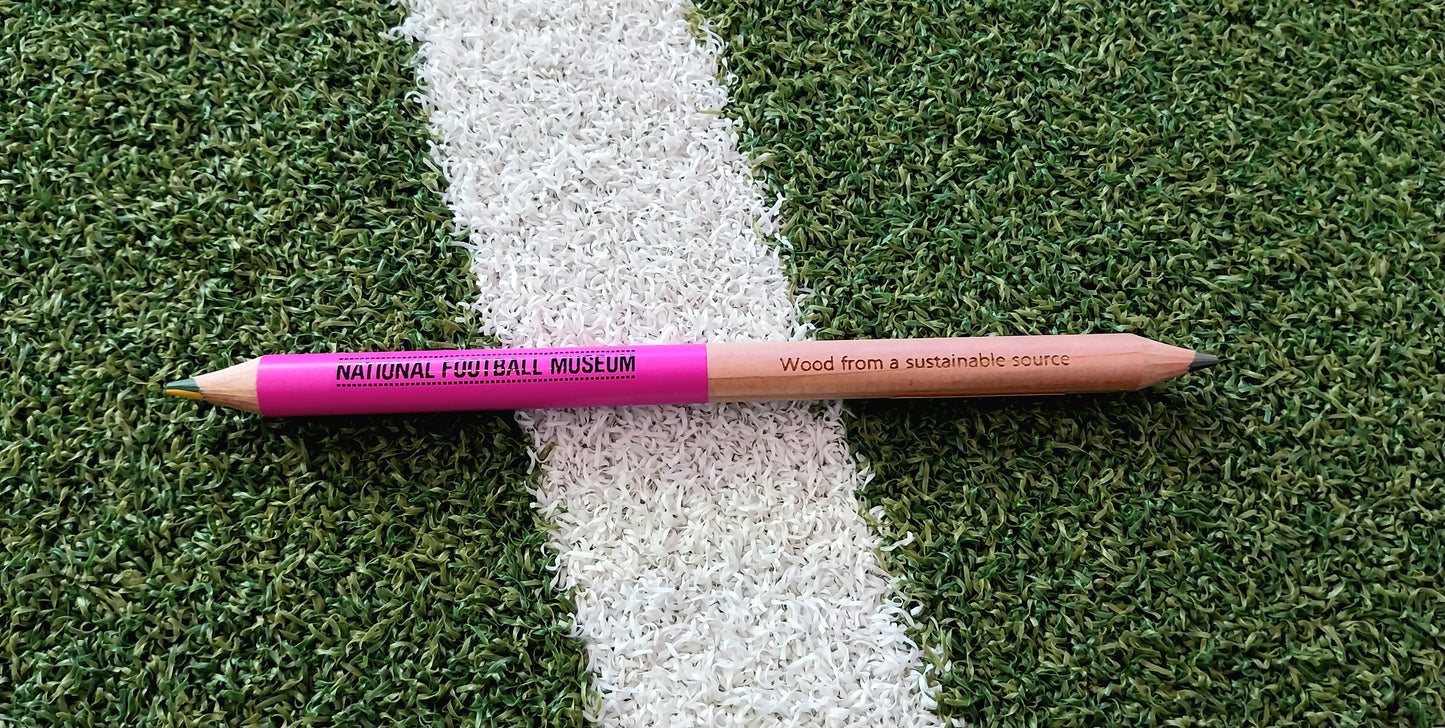 NATIONAL FOOTBALL MUSEUM
Wood from a sustainable source